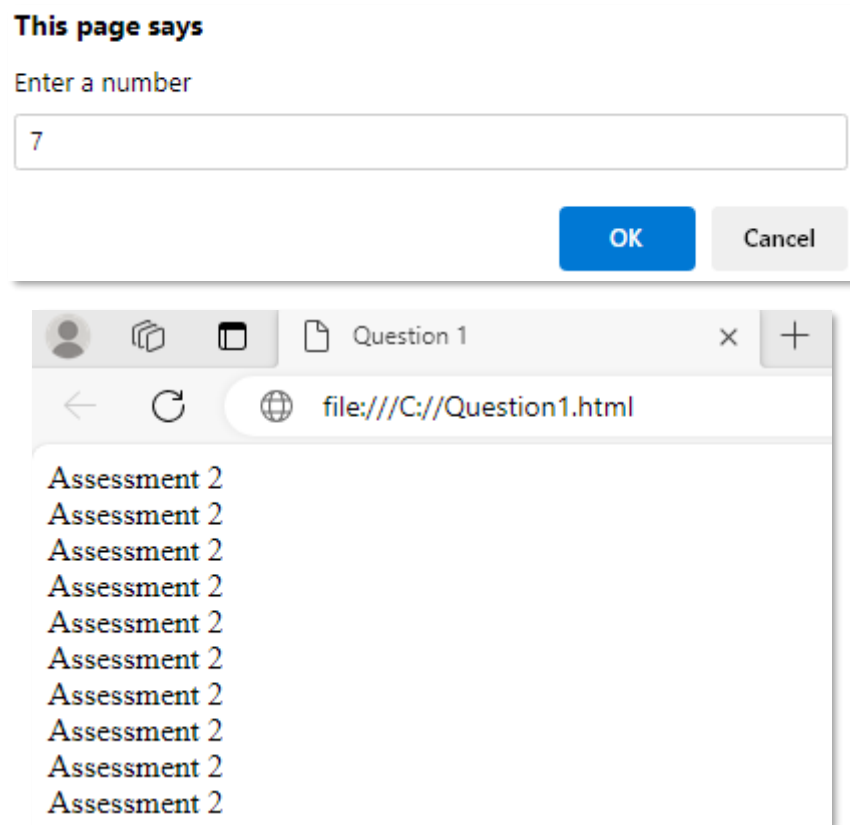 This page says
Enter a number
7
OK Cancel
Question 1
file:///C://Question1.html
Assessment 2
Assessment 2
Assessment 2
Assessment 2
Assessment 2
Assessment 2
Assessment 2
Assessment 2
Assessment 2
Assessment 2